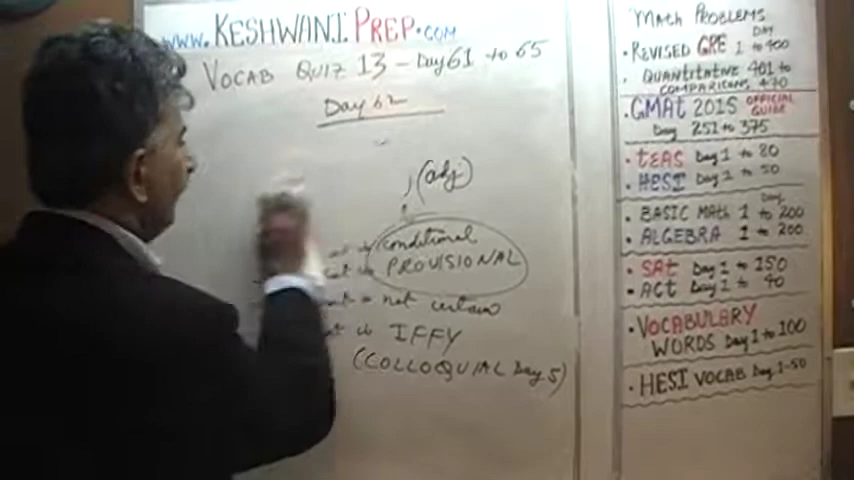 www.KESHWANIPREP.COM
VOCAB QUIZ 13 - Day 61 to 65
Day 62
; (adj)
conditional
PROVISIONAL
= not certain
IFFY
(COLLOQUIAL Day 5)
MATH PROBLEMS
DAY
• REVISED GRE 1 to 400
• QUANTITATIVE 401 to
COMPARISONS 470
• GMAT 2015 OFFICIAL
GUIDE
Day 251 to 375
• TEAS Day 1 to 80
• HESI Day 1 to 50
Day
• BASIC MATH 1 to 200
• ALGEBRA 1 to 200
• SAT Day 1 to 150
• ACT Day 1 to 40
• VOCABULARY
WORDS Day 1 to 100
• HESI VOCAB Day 1-50